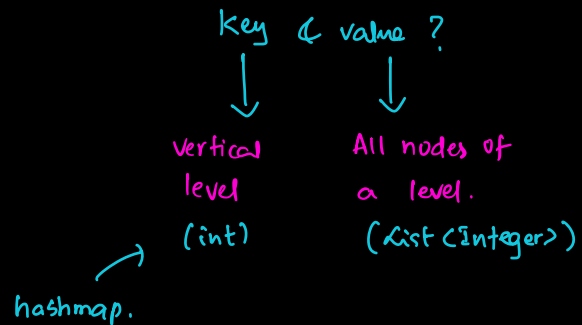 Key & value ?
vertical All nodes of
level a level.
(int) (List <Integer>)
hashmap.